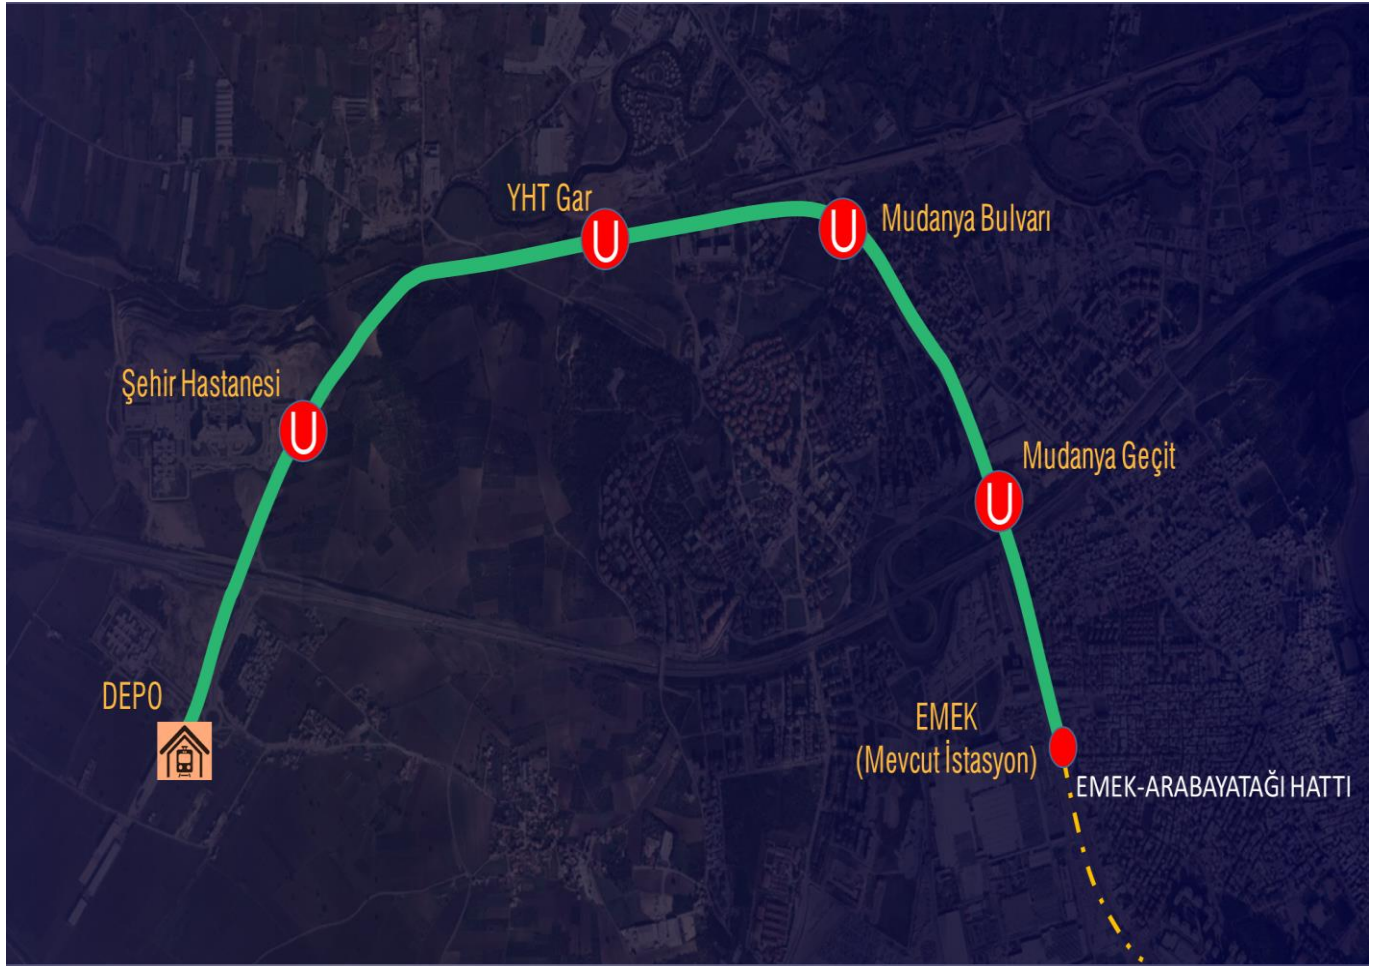 YHT Gar
U
U
Mudanya Bulvarı
Şehir Hastanesi
U
Mudanya Geçit
U
DEPO
EMEK
(Mevcut İstasyon)
EMEK-ARABAYATAĞI HATTI